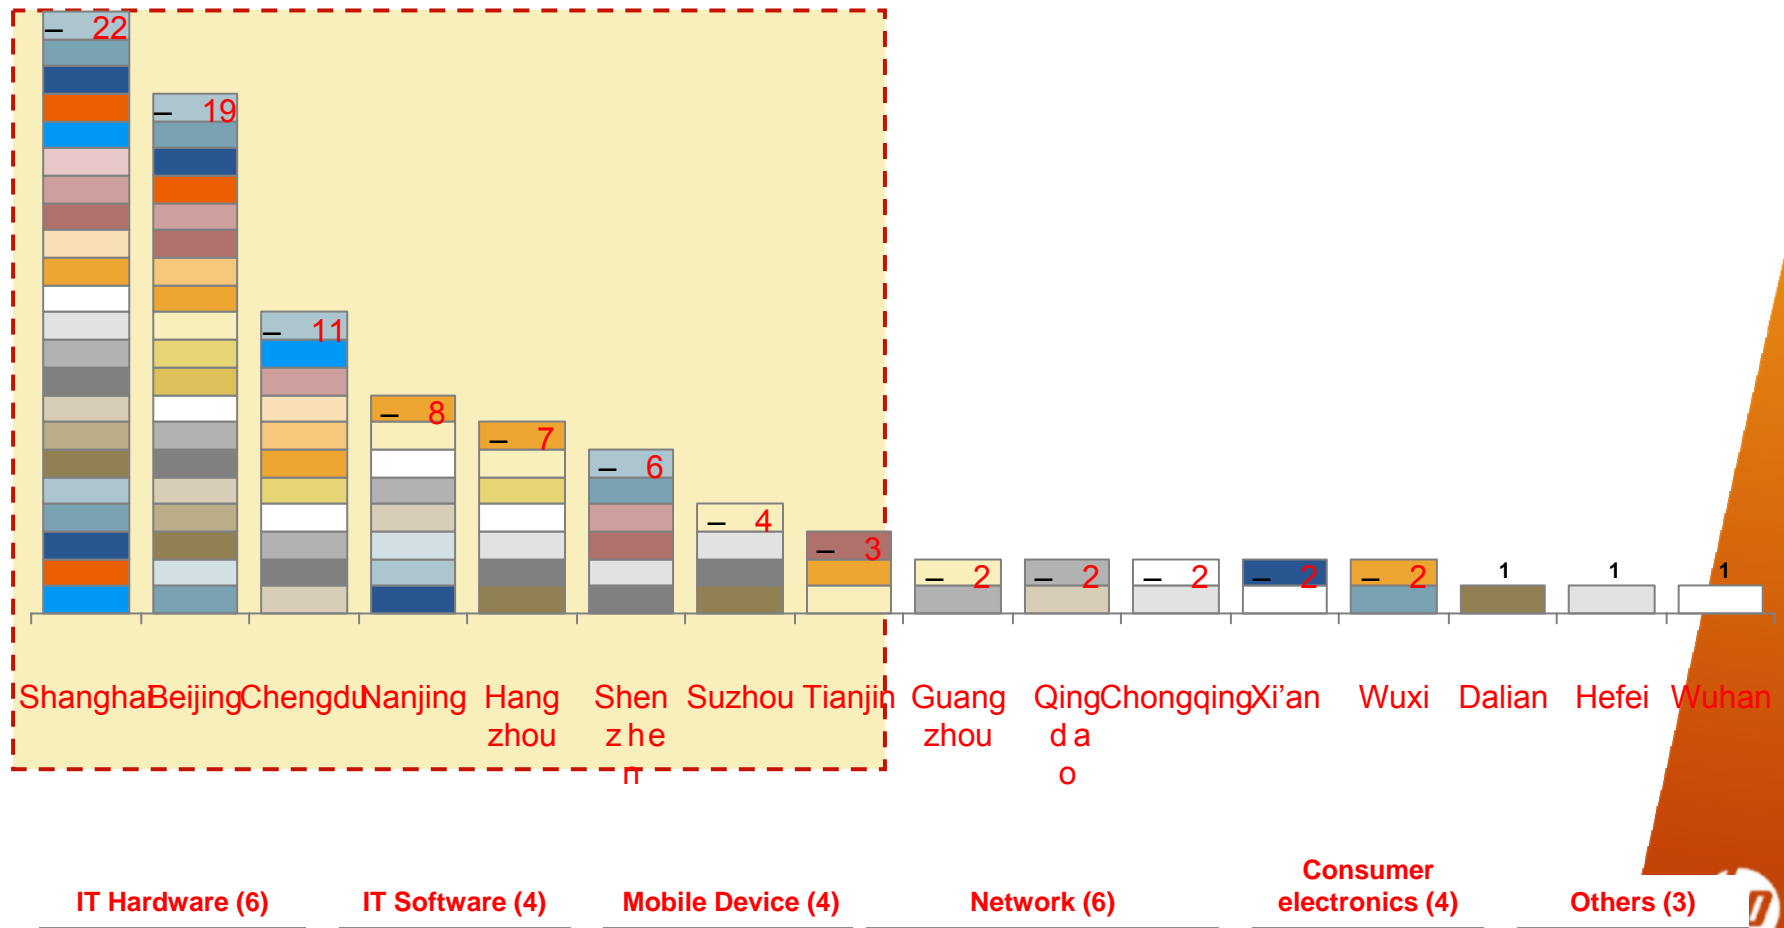 – 22
– 19
– 11
– 8
– 7
– 6
– 4
– 3
– 2
– 2
– 2
– 2
– 2
1
1
1
Shanghai
Beijing
Chengdu
Nanjing
Hang
zhou
Shen
zhe
n
Suzhou
Tianjin
Guang
zhou
Qing
da
o
Chongqing
Xi’an
Wuxi
Dalian
Hefei
Wuhan
IT Hardware (6)
IT Software (4)
Mobile Device (4)
Network (6)
Consumer
electronics (4)
Others (3)